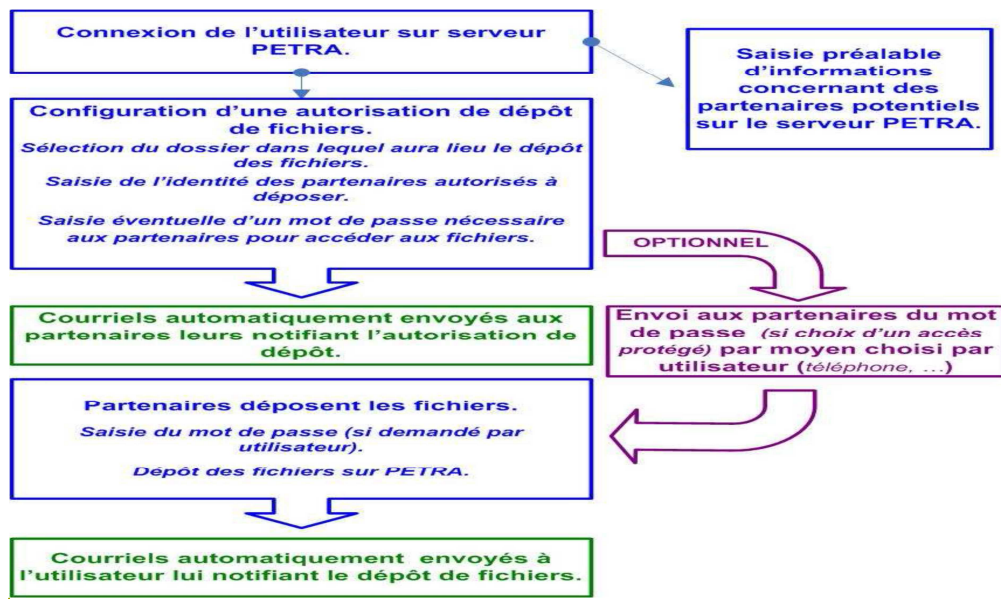 Connexion de l'utilisateur sur serveur
PETRA.
Saisie préalable
d'informations
concernant des
partenaires potentiels
sur le serveur PETRA.
Configuration d'une autorisation de dépôt
de fichiers.
Sélection du dossier dans lequel aura lieu le dépôt
des fichiers.
Saisie de l'identité des partenaires autorisés à
déposer.
Saisie éventuelle d'un mot de passe nécessaire
aux partenaires pour accéder aux fichiers.
OPTIONNEL
Courriels automatiquement envoyés aux
partenaires leurs notifiant l'autorisation de
dépôt.
Envoi aux partenaires du mot
de passe (si choix d'un accès
protégé) par moyen choisi par
utilisateur (téléphone, ...)
Partenaires déposent les fichiers.
Saisie du mot de passe (si demandé par
utilisateur).
Dépôt des fichiers sur PETRA.
Courriels automatiquement envoyés à
l'utilisateur lui notifiant le dépôt de fichiers.